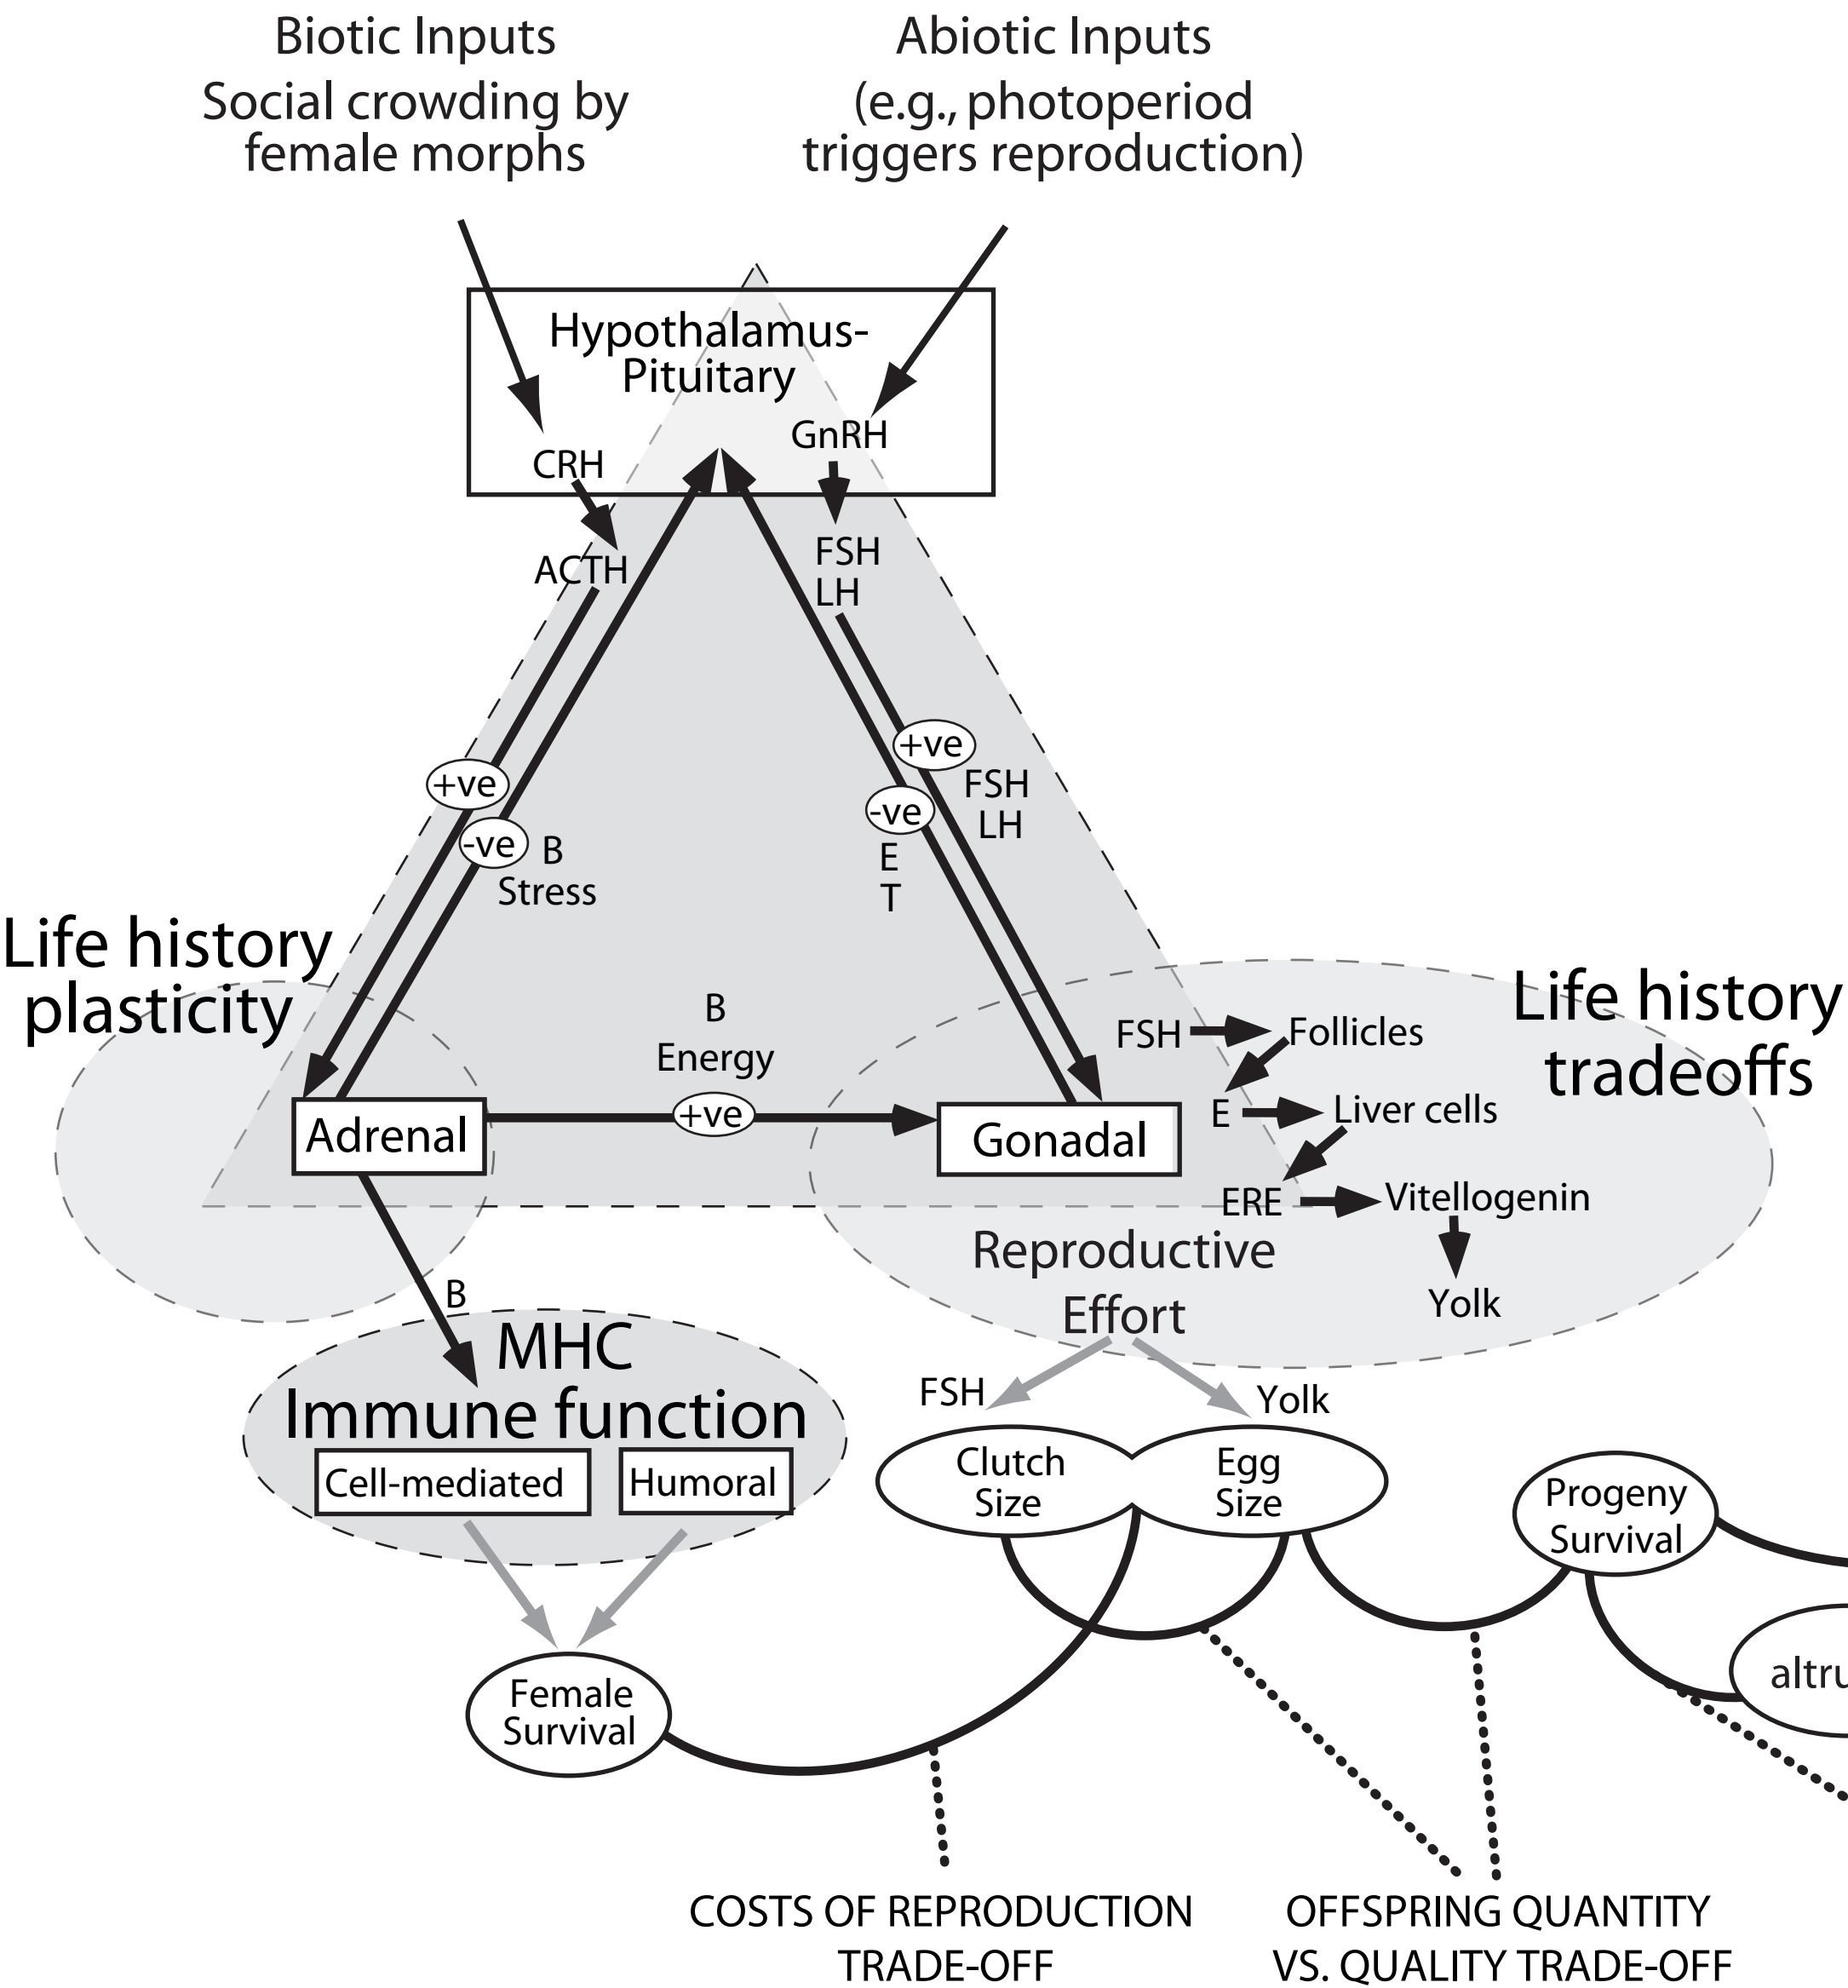 Biotic Inputs
Social crowding by
female morphs
Abiotic Inputs
(e.g., photoperiod
triggers reproduction)
Hypothalamus-
Pituitary
GnRH
CRH
ACTH
FSH
LH
+ve
-ve
B
Stress
+ve
FSH
LH
-ve
E
T
Life history
plasticity
Life history
tradeoffs
B
Energy
+ve
Adrenal
Gonadal
FSH
Follicles
E
Liver cells
ERE
Vitellogenin
Yolk
Reproductive
Effort
B
MHC
Immune function
Cell-mediated
Humoral
FSH
Yolk
Clutch
Size
Egg
Size
Progeny
Survival
altru
Female
Survival
COSTS OF REPRODUCTION
TRADE-OFF
OFFSPRING QUANTITY
VS. QUALITY TRADE-OFF